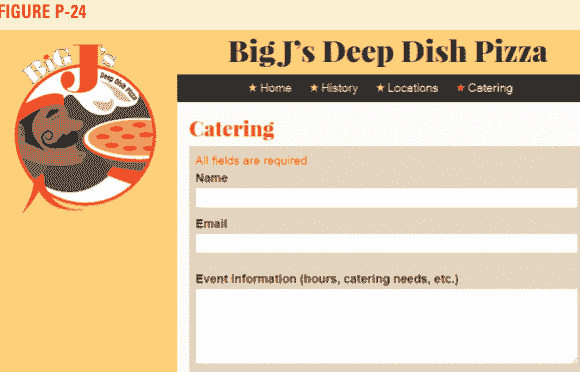 FIGURE P-24
BiG J's
Deep Dish Pizza
Big J's Deep Dish Pizza
★ Home ★ History ★ Locations ★ Catering
Catering
All fields are required
Name
Email
Event Information (hours, catering needs, etc.)